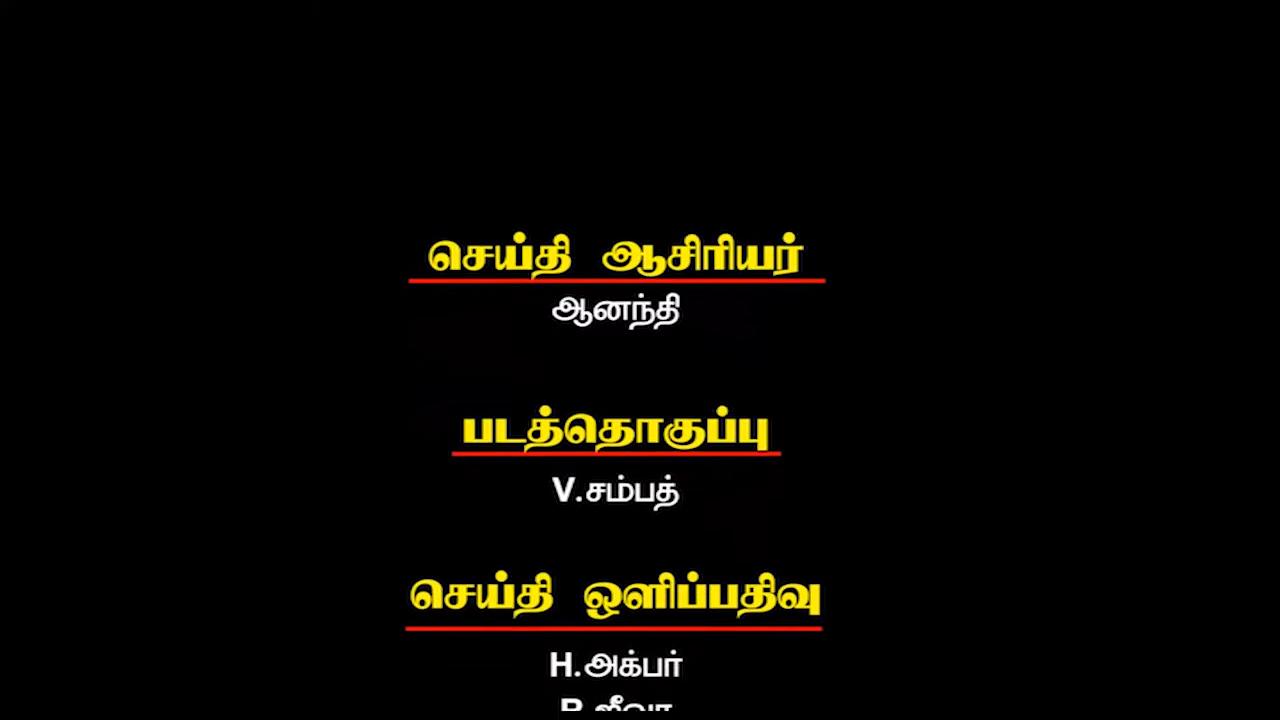 செய்தி ஆசிரியர்
ஆனந்தி
படத்தொகுப்பு
V.சம்பத்
செய்தி ஒளிப்பதிவு
H.அக்பர்